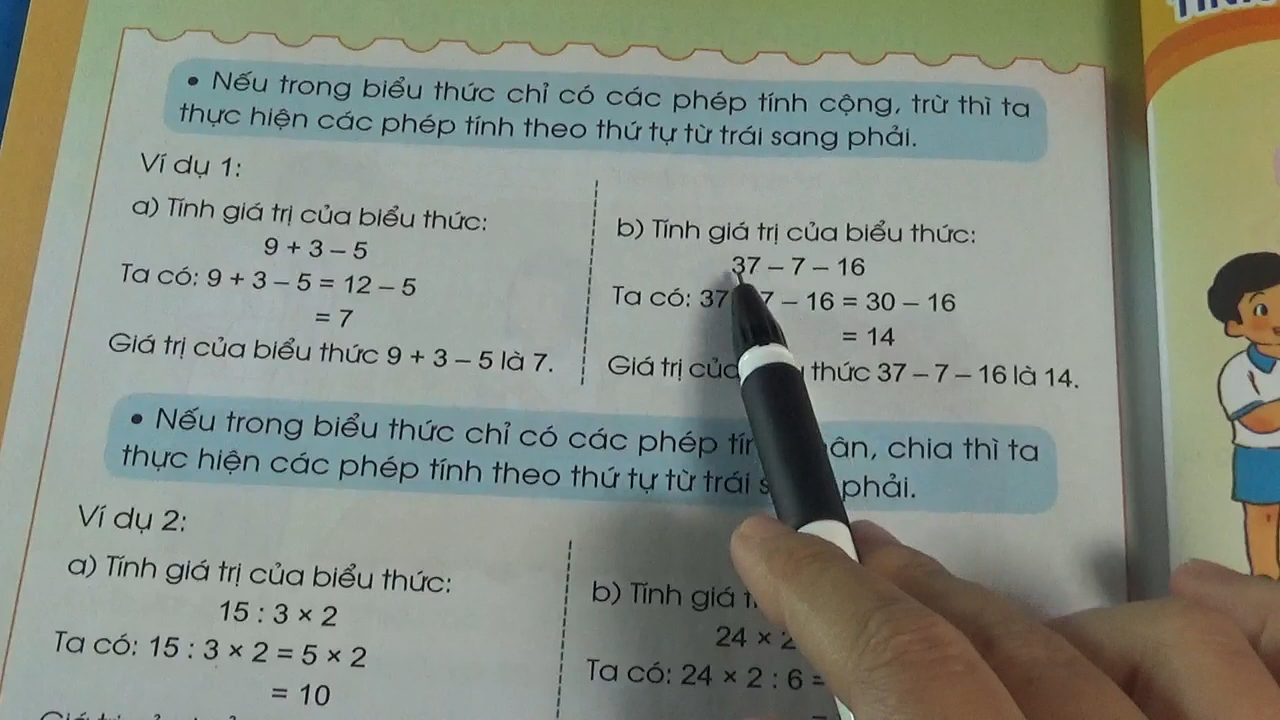 • Nếu trong biểu thức chỉ có các phép tính cộng, trừ thì ta
thực hiện các phép tính theo thứ tự từ trái sang phải.
Ví dụ 1:
a) Tính giá trị của biểu thức:
9 + 3 – 5
Ta có: 9 + 3 – 5 = 12 – 5
= 7
Giá trị của biểu thức 9 + 3 – 5 là 7.
b) Tính giá trị của biểu thức:
37 – 7 – 16
Ta có: 37 7 – 16 = 30 – 16
= 14
Giá trị của thức 37 – 7 – 16 là 14.
• Nếu trong biểu thức chỉ có các phép tính nhân, chia thì ta
thực hiện các phép tính theo thứ tự từ trái sang phải.
Ví dụ 2:
a) Tính giá trị của biểu thức:
15 : 3 × 2
Ta có: 15 : 3 × 2 = 5 × 2
= 10
b) Tính giá
24 × 2
Ta có: 24 × 2 : 6 =
=